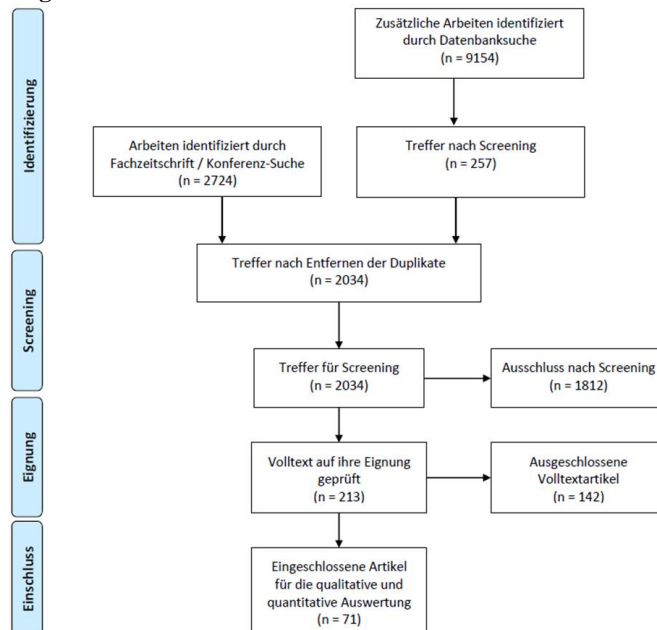 Zusätzliche Arbeiten identifiziert
durch Datenbanksuche
(n = 9154)
Identifizierung
Arbeiten identifiziert durch
Fachzeitschrift / Konferenz-Suche
(n = 2724)
Treffer nach Screening
(n = 257)
Treffer nach Entfernen der Duplikate
(n = 2034)
Screening
Treffer für Screening
(n = 2034)
Ausschluss nach Screening
(n = 1812)
Eignung
Volltext auf ihre Eignung
geprüft
(n = 213)
Ausgeschlossene
Volltextartikel
(n = 142)
Einschluss
Eingeschlossene Artikel
für die qualitative und
quantitative Auswertung
(n = 71)